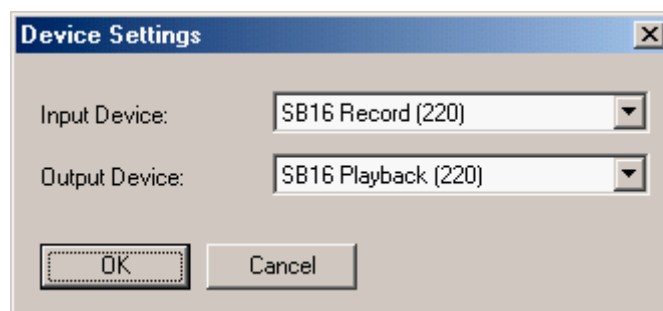 Device Settings
Input Device: SB16 Record (220)
Output Device: SB16 Playback (220)
OK Cancel